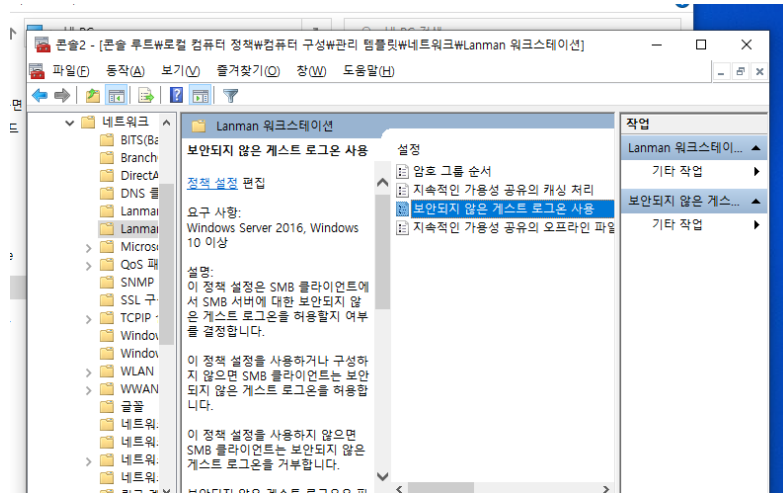 콘솔2 - [콘솔 루트₩로컬 컴퓨터 정책₩컴퓨터 구성₩관리 템플릿₩네트워크₩Lanman 워크스테이션]
파일(F) 동작(A) 보기(V) 즐겨찾기(O) 창(W) 도움말(H)
네트워크
BITS(Ba
Branch
DirectA
DNS 클
Lanma
Lanma
Micros
QoS 패
SNMP
SSL 구
TCPIP
Window
Window
WLAN
WWAN
글꼴
네트워
네트워
네트워
네트워
Lanman 워크스테이션
보안되지 않은 게스트 로그온 사용
정책 설정 편집
요구 사항:
Windows Server 2016, Windows
10 이상
설명:
이 정책 설정은 SMB 클라이언트에
서 SMB 서버에 대한 보안되지 않
은 게스트 로그온을 허용할지 여부
를 결정합니다.
이 정책 설정을 사용하거나 구성하
지 않으면 SMB 클라이언트는 보안
되지 않은 게스트 로그온을 허용합
니다.
이 정책 설정을 사용하지 않으면
SMB 클라이언트는 보안되지 않은
게스트 로그온을 거부합니다.
설정
암호 그룹 순서
지속적인 가용성 공유의 캐싱 처리
보안되지 않은 게스트 로그온 사용
지속적인 가용성 공유의 오프라인 파일
작업
Lanman 워크스테이...
기타 작업
보안되지 않은 게스...
기타 작업